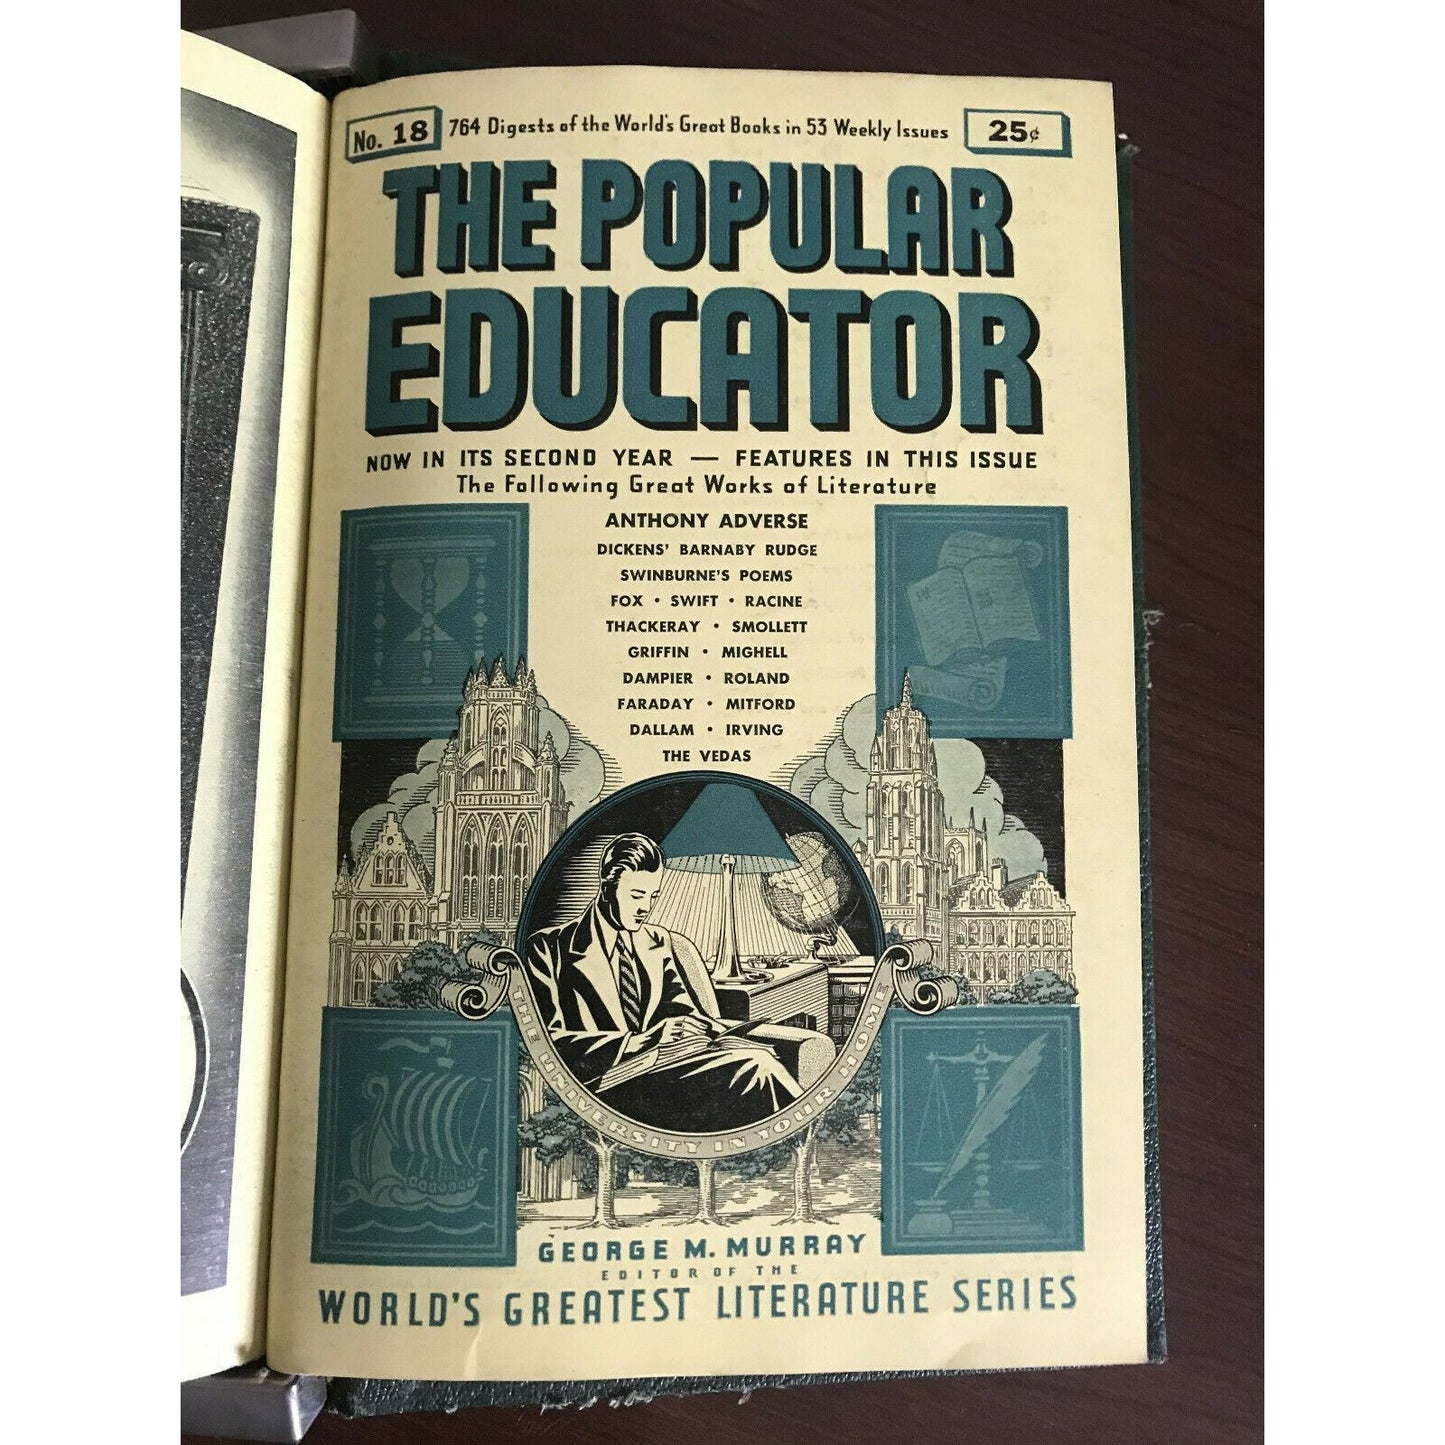 No. 18
764 Digests of the World's Great Books in 53 Weekly Issues
25¢
THE POPULAR
EDUCATOR
NOW IN ITS SECOND YEAR — FEATURES IN THIS ISSUE
The Following Great Works of Literature
ANTHONY ADVERSE
DICKENS' BARNABY RUDGE
SWINBURNE'S POEMS
FOX • SWIFT • RACINE
THACKERAY • SMOLLETT
GRIFFIN • MIGHELL
DAMPIER • ROLAND
FARADAY • MITFORD
DALLAM • IRVING
THE VEDAS
THE UNIVERSITY IN YOUR HOME
GEORGE M. MURRAY
EDITOR OF THE
WORLD'S GREATEST LITERATURE SERIES